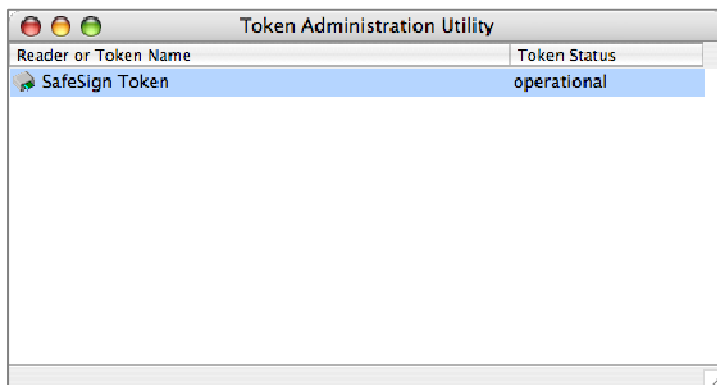 Token Administration Utility
Reader or Token Name Token Status
SafeSign Token operational